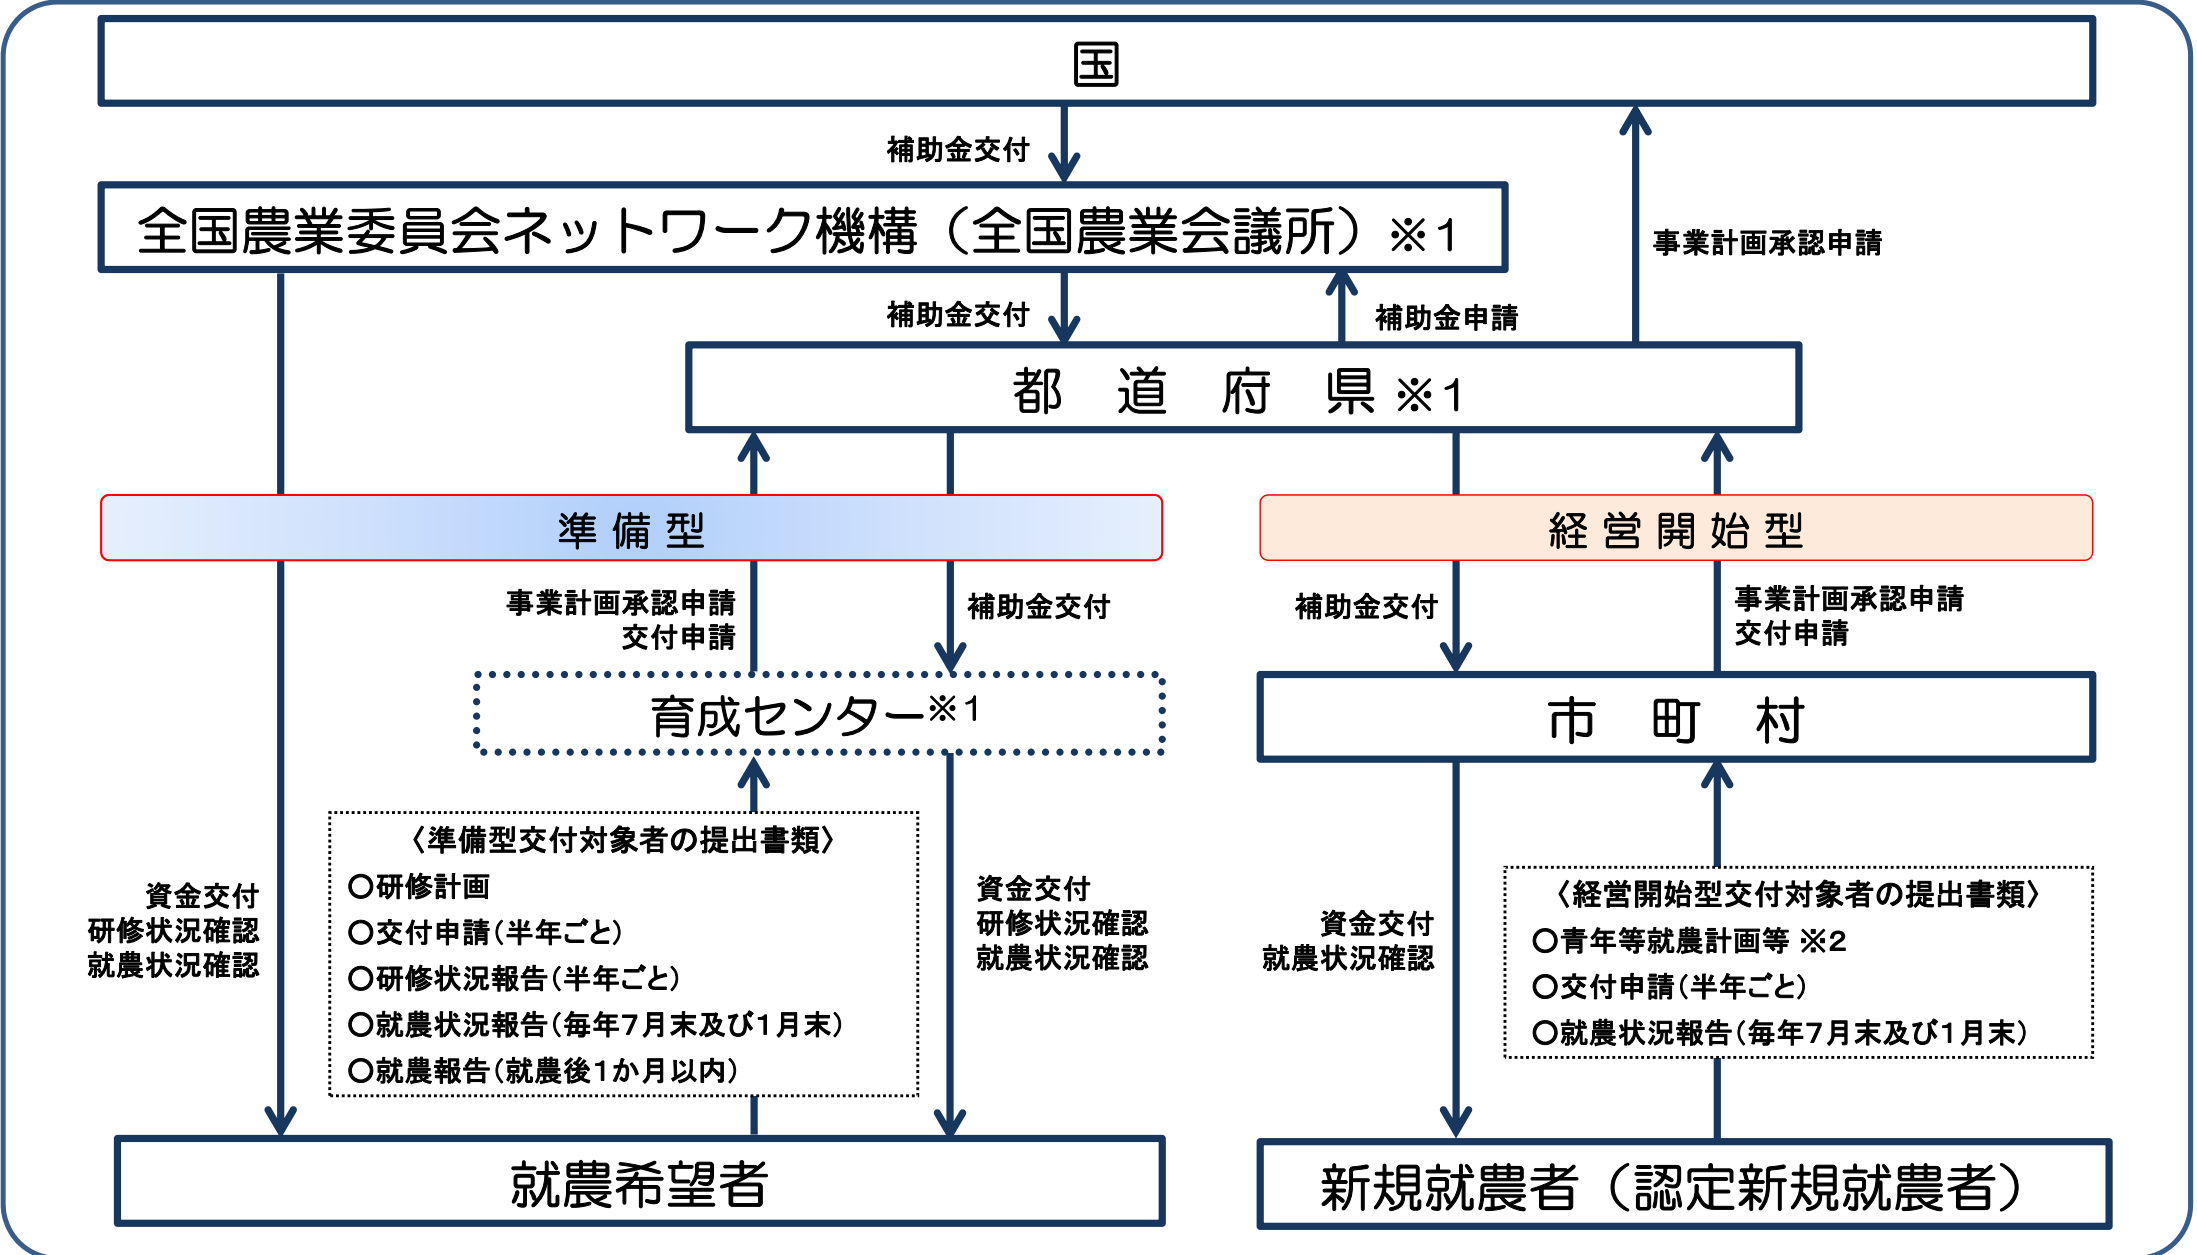 国
補助金交付
全国農業委員会ネットワーク機構（全国農業会議所）※１
事業計画承認申請
補助金交付
補助金申請
都　道　府　県※１
準 備 型
経 営 開 始 型
事業計画承認申請
交付申請
補助金交付
補助金交付
事業計画承認申請
交付申請
育成センター※１
市　町　村
資金交付
研修状況確認
就農状況確認
〈準備型交付対象者の提出書類〉
○研修計画
○交付申請（半年ごと）
○研修状況報告（半年ごと）
○就農状況報告（毎年７月末及び１月末）
○就農報告（就農後１か月以内）
資金交付
研修状況確認
就農状況確認
資金交付
就農状況確認
〈経営開始型交付対象者の提出書類〉
○青年等就農計画等 ※２
○交付申請（半年ごと）
○就農状況報告（毎年７月末及び１月末）
就農希望者
新規就農者（認定新規就農者）